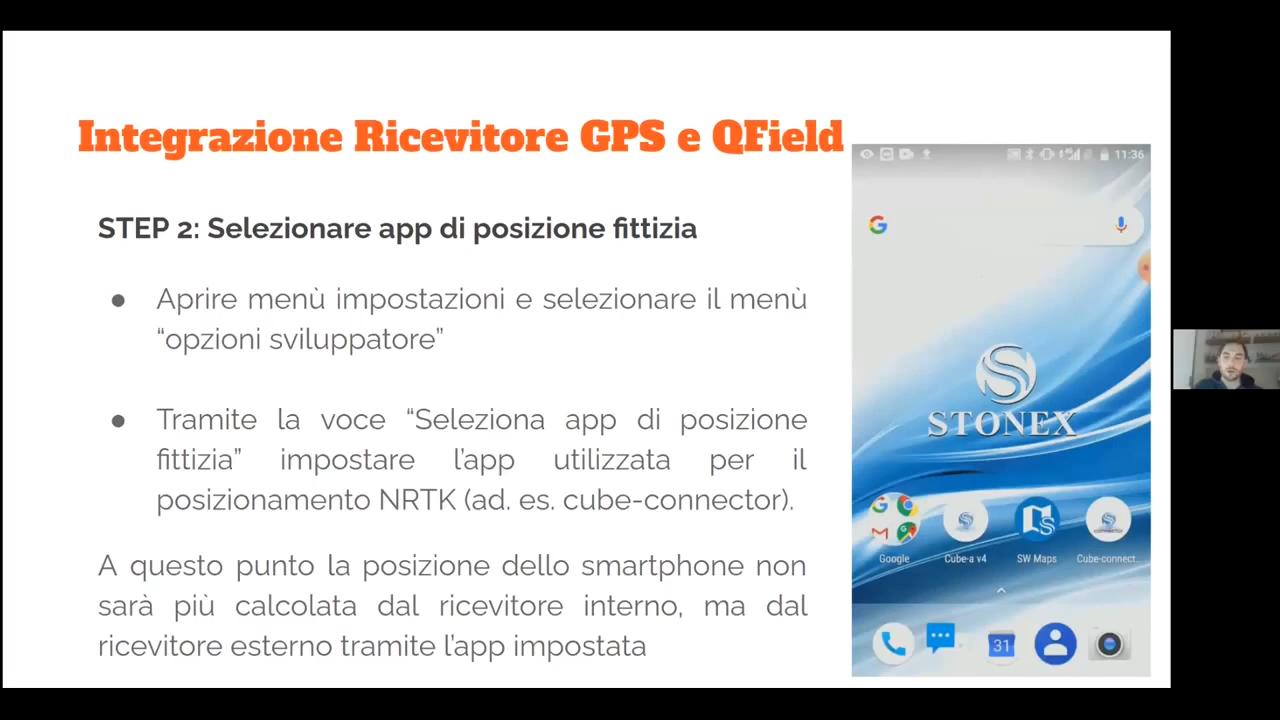 Integrazione Ricevitore GPS e QField
STEP 2: Selezionare app di posizione fittizia
● Aprire menù impostazioni e selezionare il menù
“opzioni sviluppatore”
● Tramite la voce “Seleziona app di posizione
fittizia” impostare l’app utilizzata per il
posizionamento NRTK (ad. es. cube-connector).
A questo punto la posizione dello smartphone non
sarà più calcolata dal ricevitore interno, ma dal
ricevitore esterno tramite l’app impostata
11:36
STONEX
Google Cube-a v4 SW Maps Cube-connect..
31